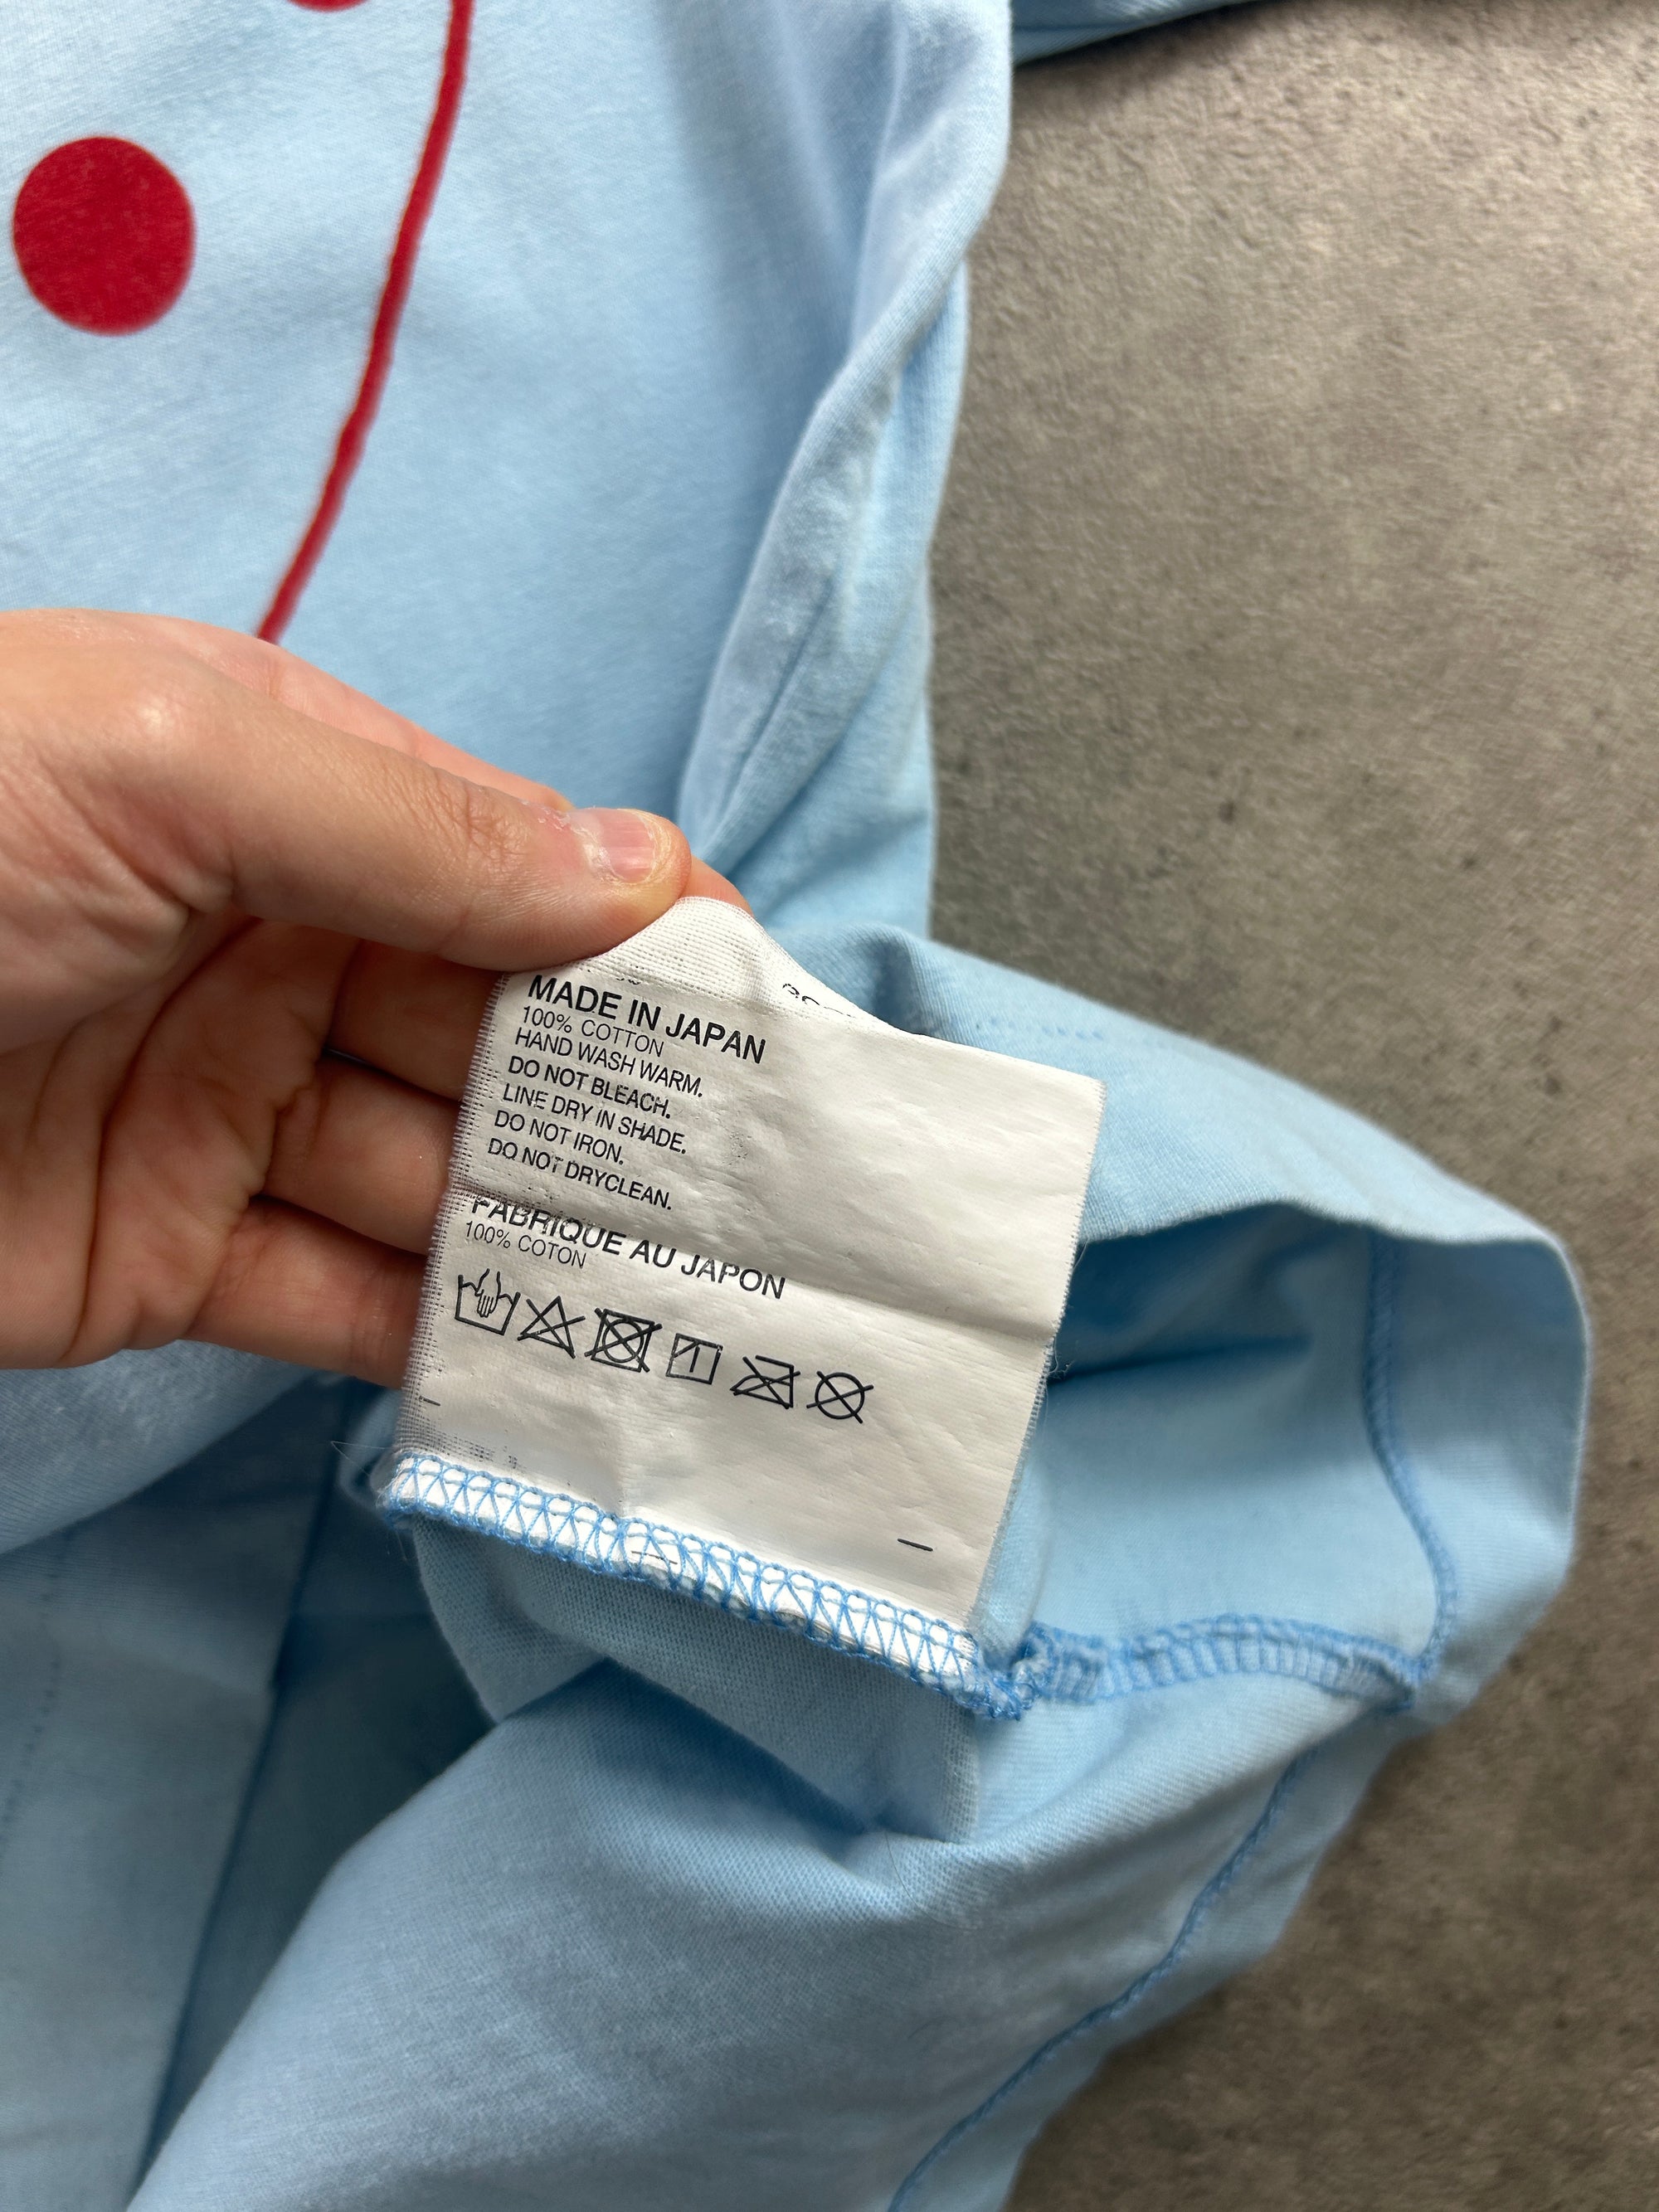 MADE IN JAPAN
100% COTTON
HAND WASH WARM.
DO NOT BLEACH.
LINE DRY IN SHADE.
DO NOT IRON.
DO NOT DRYCLEAN.
FABRIQUE AU JAPON
100% COTON